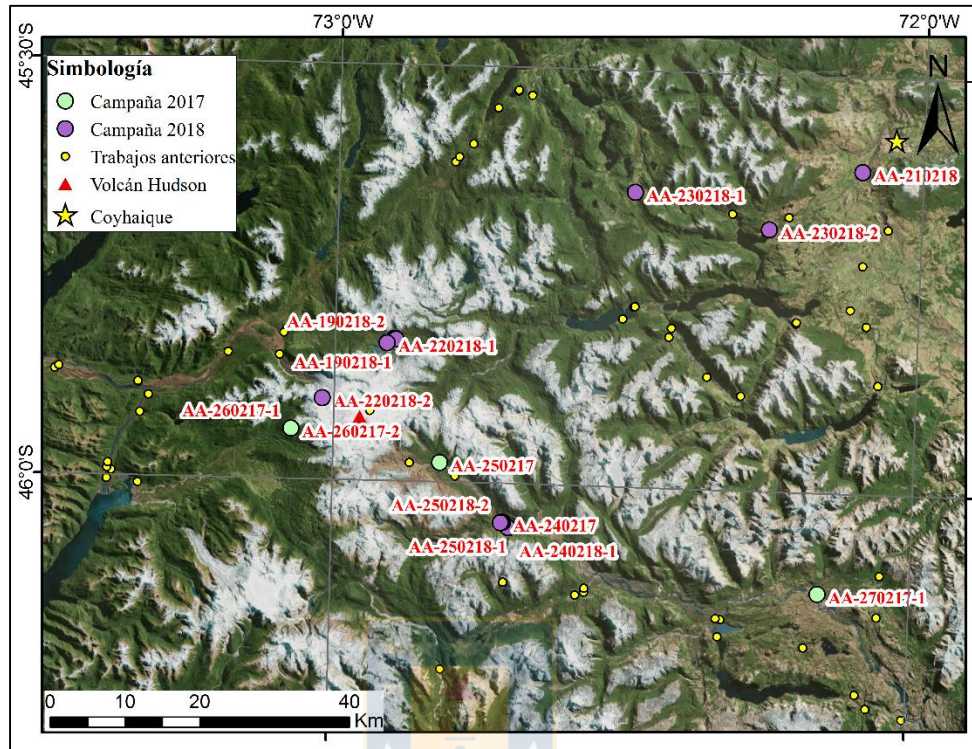 73°0'W
72°0'W
45°30'S
Simbología
Campaña 2017
Campaña 2018
Trabajos anteriores
Volcán Hudson
Coyhaique
N
AA-210218
AA-230218-1
AA-230218-2
AA-190218-2
AA-220218-1
AA-190218-1
AA-220218-2
AA-260217-1
AA-260217-2
AA-250217
46°0'S
AA-250218-2
AA-240217
AA-250218-1
AA-240218-1
AA-270217-1
0 10 20 40
Km